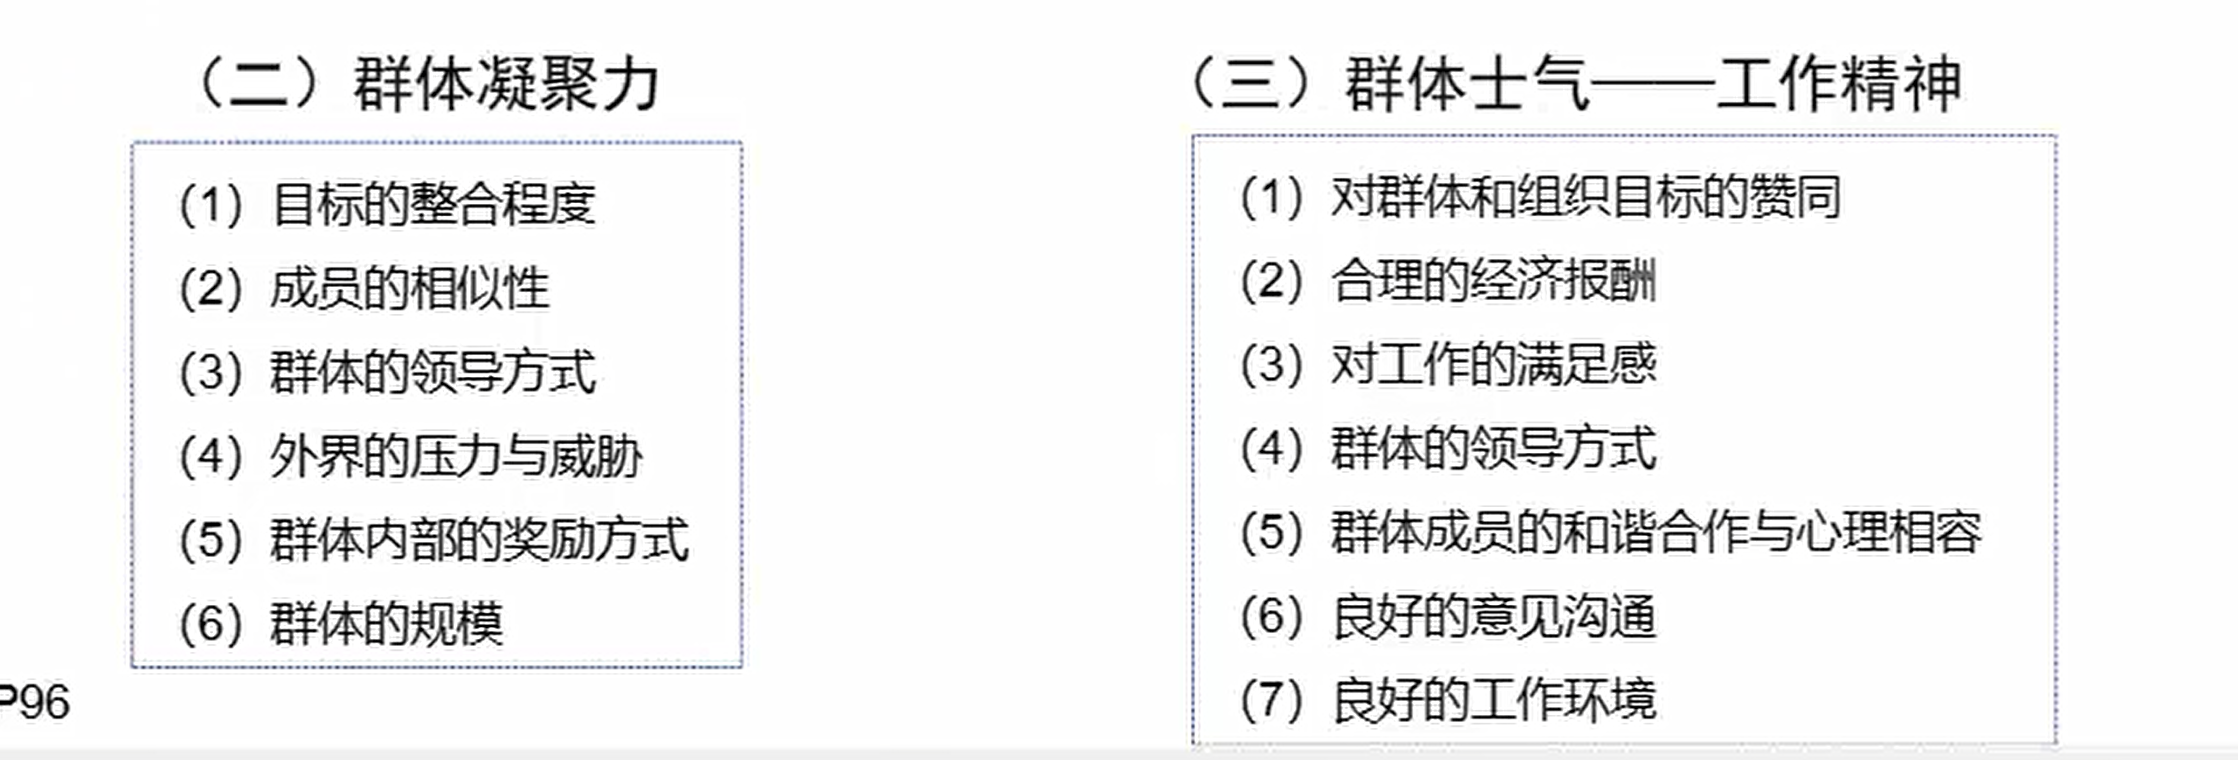 （二）群体凝聚力
（1）目标的整合程度
（2）成员的相似性
（3）群体的领导方式
（4）外界的压力与威胁
（5）群体内部的奖励方式
（6）群体的规模
P96
（三）群体士气——工作精神
（1）对群体和组织目标的赞同
（2）合理的经济报酬
（3）对工作的满足感
（4）群体的领导方式
（5）群体成员的和谐合作与心理相容
（6）良好的意见沟通
（7）良好的工作环境